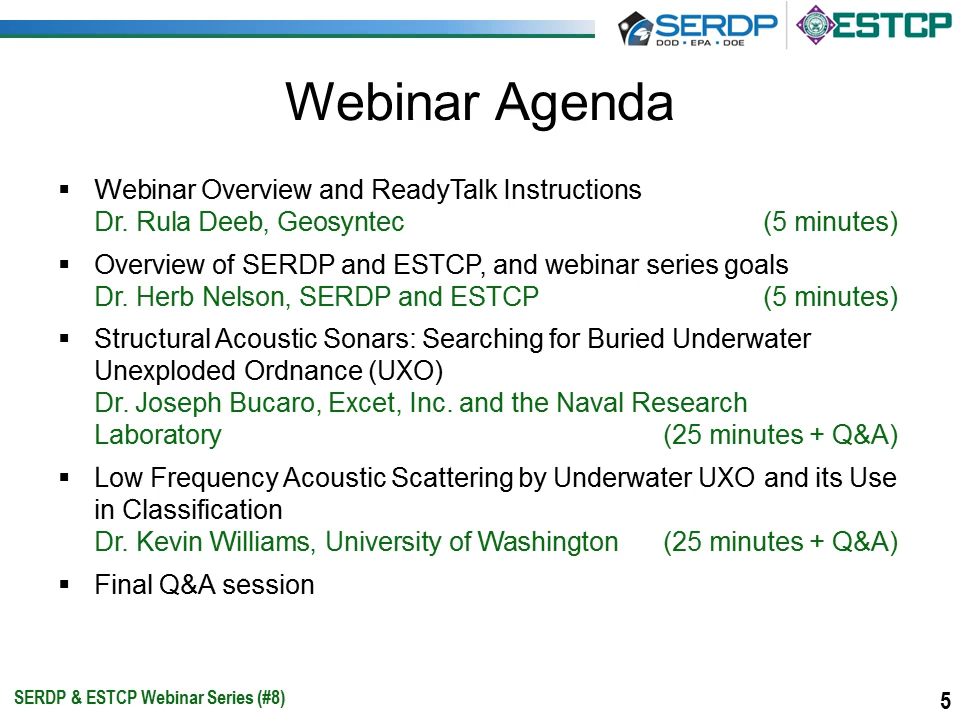 SERDP
DOD • EPA • DOE
ESTCP
Webinar Agenda
▪ Webinar Overview and ReadyTalk Instructions
Dr. Rula Deeb, Geosyntec (5 minutes)
▪ Overview of SERDP and ESTCP, and webinar series goals
Dr. Herb Nelson, SERDP and ESTCP (5 minutes)
▪ Structural Acoustic Sonars: Searching for Buried Underwater
Unexploded Ordnance (UXO)
Dr. Joseph Bucaro, Excet, Inc. and the Naval Research
Laboratory (25 minutes + Q&A)
▪ Low Frequency Acoustic Scattering by Underwater UXO and its Use
in Classification
Dr. Kevin Williams, University of Washington (25 minutes + Q&A)
▪ Final Q&A session
SERDP & ESTCP Webinar Series (#8)
5